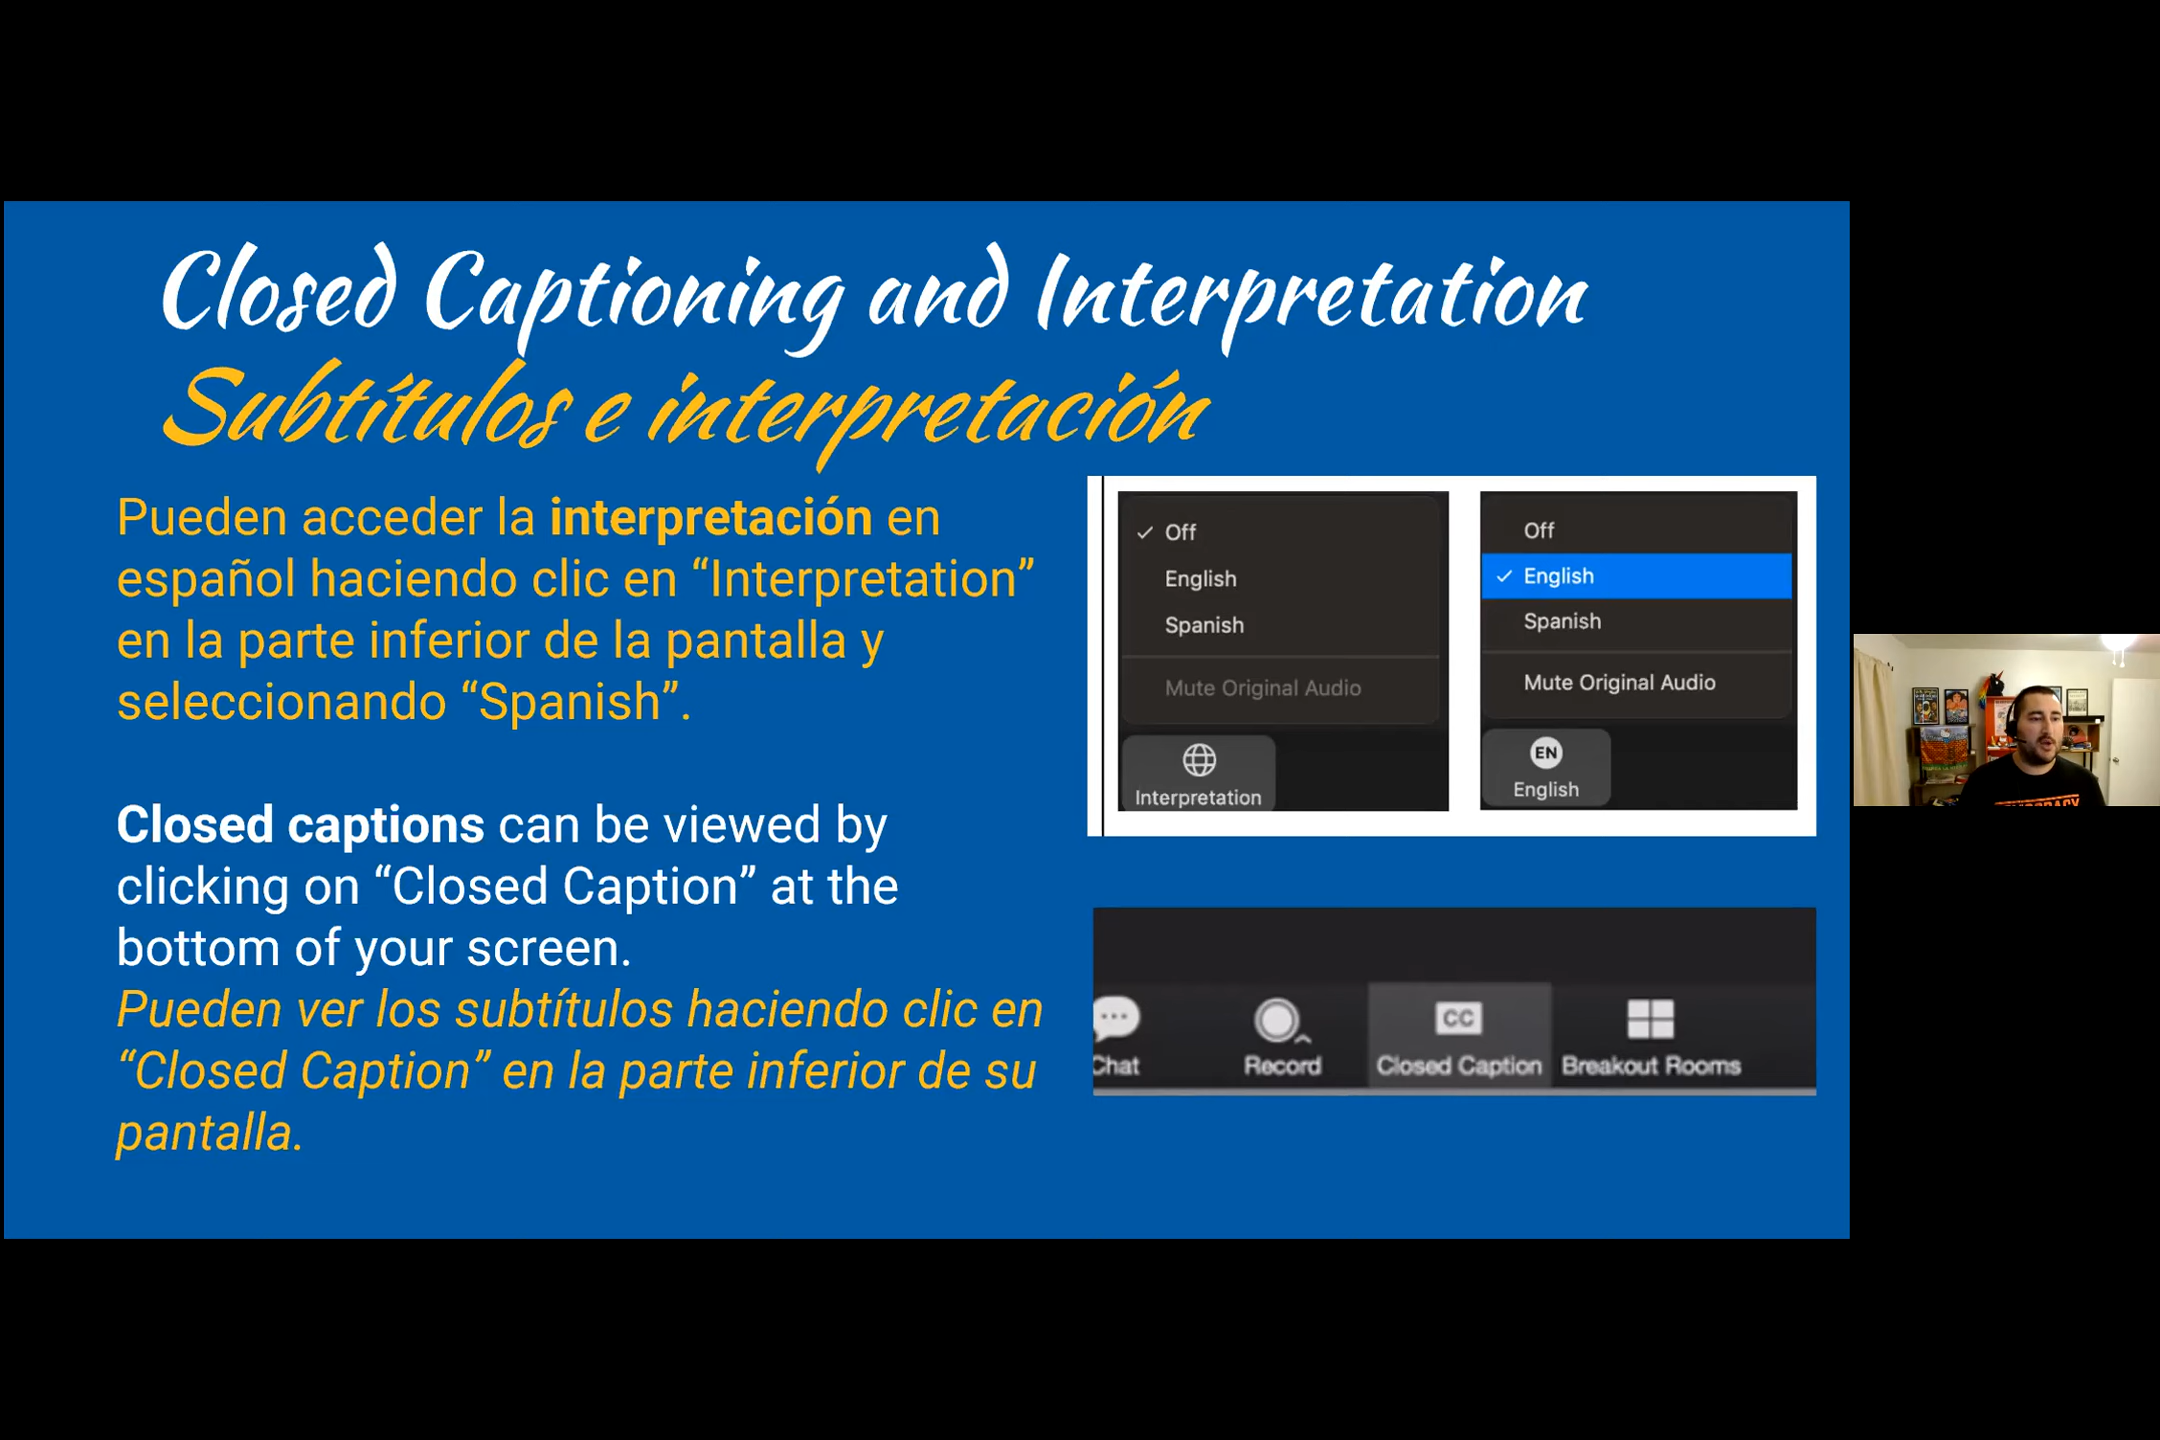 Closed Captioning and Interpretation
Subtítulos e interpretación
Pueden acceder la interpretación en
español haciendo clic en “Interpretation”
en la parte inferior de la pantalla y
seleccionando “Spanish”.
Closed captions can be viewed by
clicking on “Closed Caption” at the
bottom of your screen.
Pueden ver los subtítulos haciendo clic en
“Closed Caption” en la parte inferior de su
pantalla.
Off
English
Spanish
Mute Original Audio
Interpretation
Off
English
Spanish
Mute Original Audio
EN
English
CC
Chat
Record
Closed Caption
Breakout Rooms